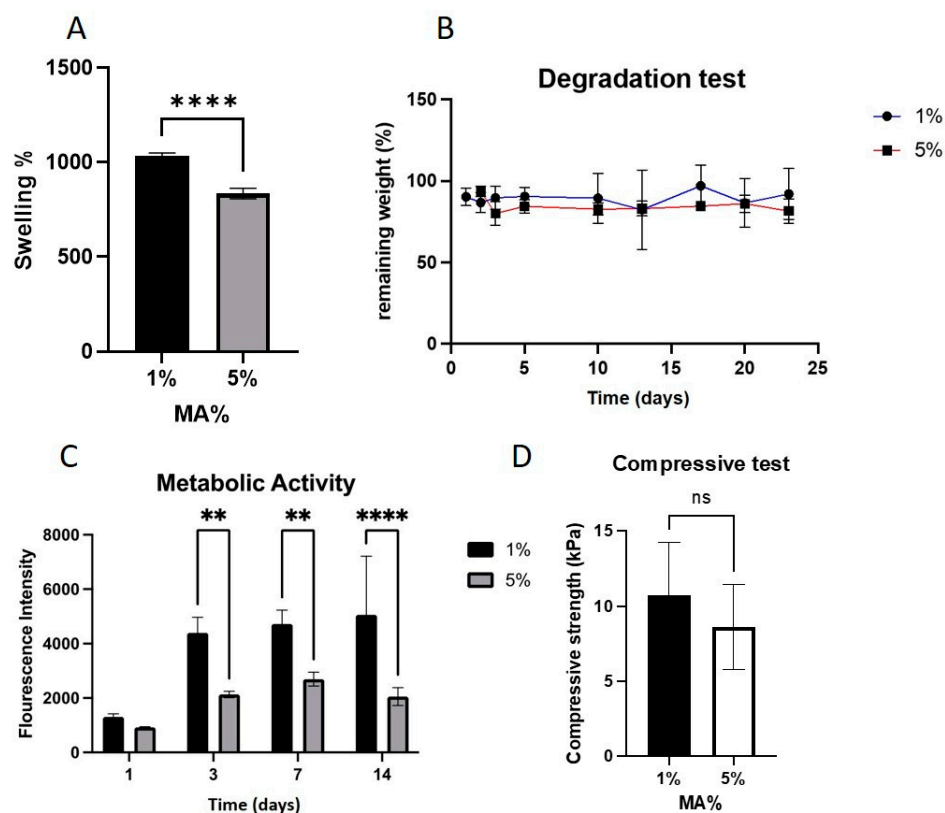 A
1500
1000
500
0
Swelling %
****
1%
5%
MA%
B
Degradation test
150
100
50
0
remaining weight (%)
0
5
10
15
20
25
Time (days)
1%
5%
C
Metabolic Activity
8000
6000
4000
2000
0
Flourescence Intensity
**
**
****
1
3
7
14
Time (days)
1%
5%
D
Compressive test
ns
15
10
5
0
Compressive strength (kPa)
1%
5%
MA%